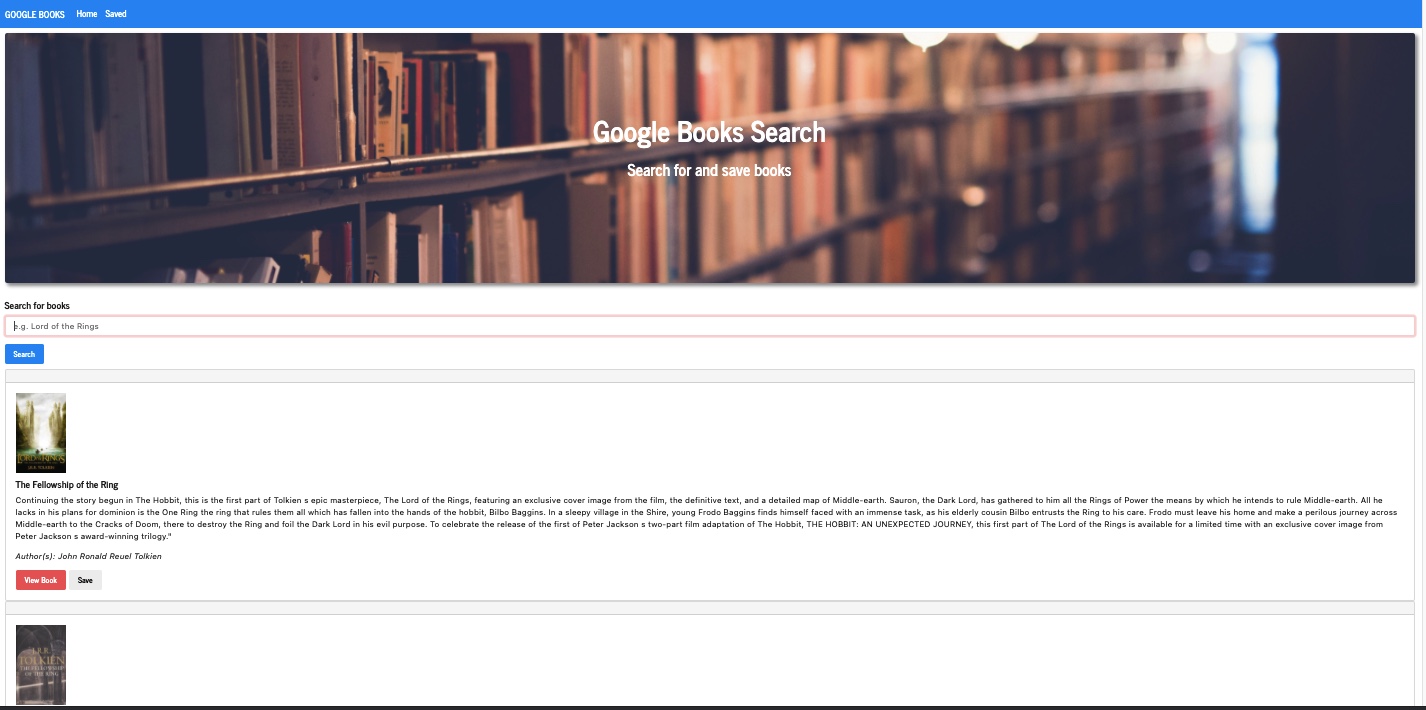 GOOGLE BOOKS Home Saved
Google Books Search
Search for and save books
Search for books
e.g. Lord of the Rings
Search
The Fellowship of the Ring
Continuing the story begun in The Hobbit, this is the first part of Tolkien s epic masterpiece, The Lord of the Rings, featuring an exclusive cover image from the film, the definitive text, and a detailed map of Middle-earth. Sauron, the Dark Lord, has gathered to him all the Rings of Power the means by which he intends to rule Middle-earth. All he
lacks in his plans for dominion is the One Ring the ring that rules them all which has fallen into the hands of the hobbit, Bilbo Baggins. In a sleepy village in the Shire, young Frodo Baggins finds himself faced with an immense task, as his elderly cousin Bilbo entrusts the Ring to his care. Frodo must leave his home and make a perilous journey across
Middle-earth to the Cracks of Doom, there to destroy the Ring and foil the Dark Lord in his evil purpose. To celebrate the release of the first of Peter Jackson s two-part film adaptation of The Hobbit, THE HOBBIT: AN UNEXPECTED JOURNEY, this first part of The Lord of the Rings is available for a limited time with an exclusive cover image from
Peter Jackson s award-winning trilogy."
Author(s): John Ronald Reuel Tolkien
View Book Save
J.R.R.
TOLKIEN
THE FELLOWSHIP
OF THE RING